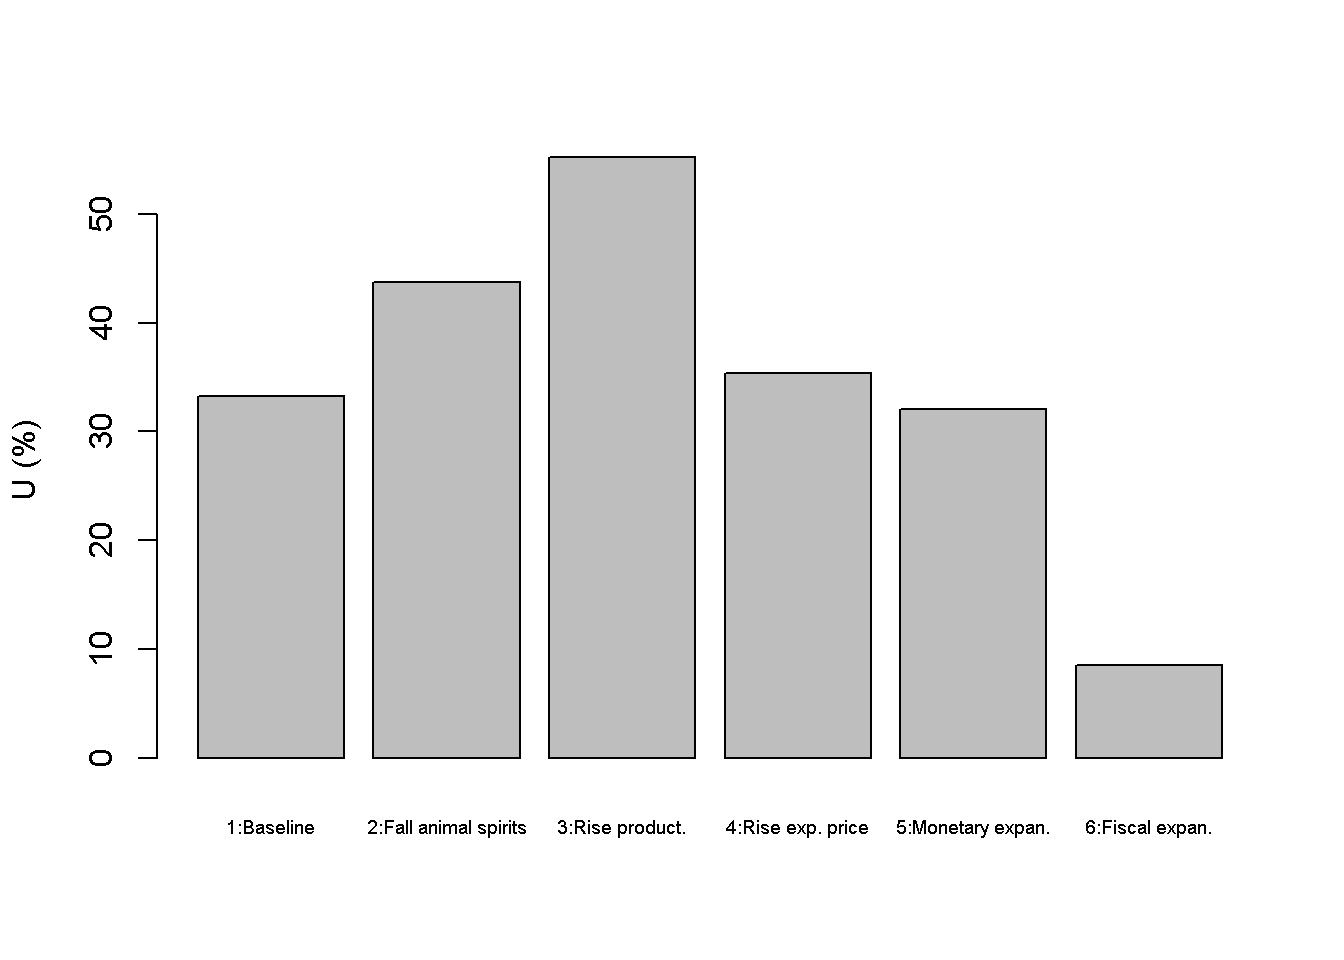 U (%)
50
40
30
20
10
0
1:Baseline
2:Fall animal spirits
3:Rise product.
4:Rise exp. price
5:Monetary expan.
6:Fiscal expan.